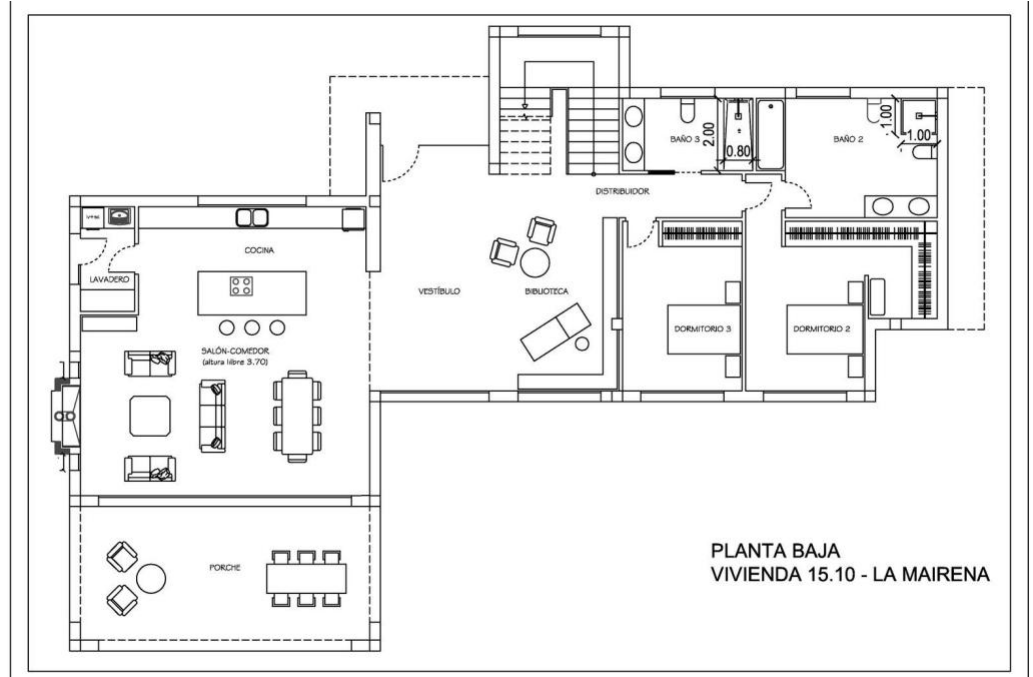 BAÑO 3
2.00
0.80
1.00
1.00
BAÑO 2
DISTRIBUIDOR
COCINA
LAVADERO
VESTÍBULO
BIBLIOTECA
DORMITORIO 3
DORMITORIO 2
SALÓN-COMEDOR
(altura libre 3.70)
PORCHE
PLANTA BAJA
VIVIENDA 15.10 - LA MAIRENA